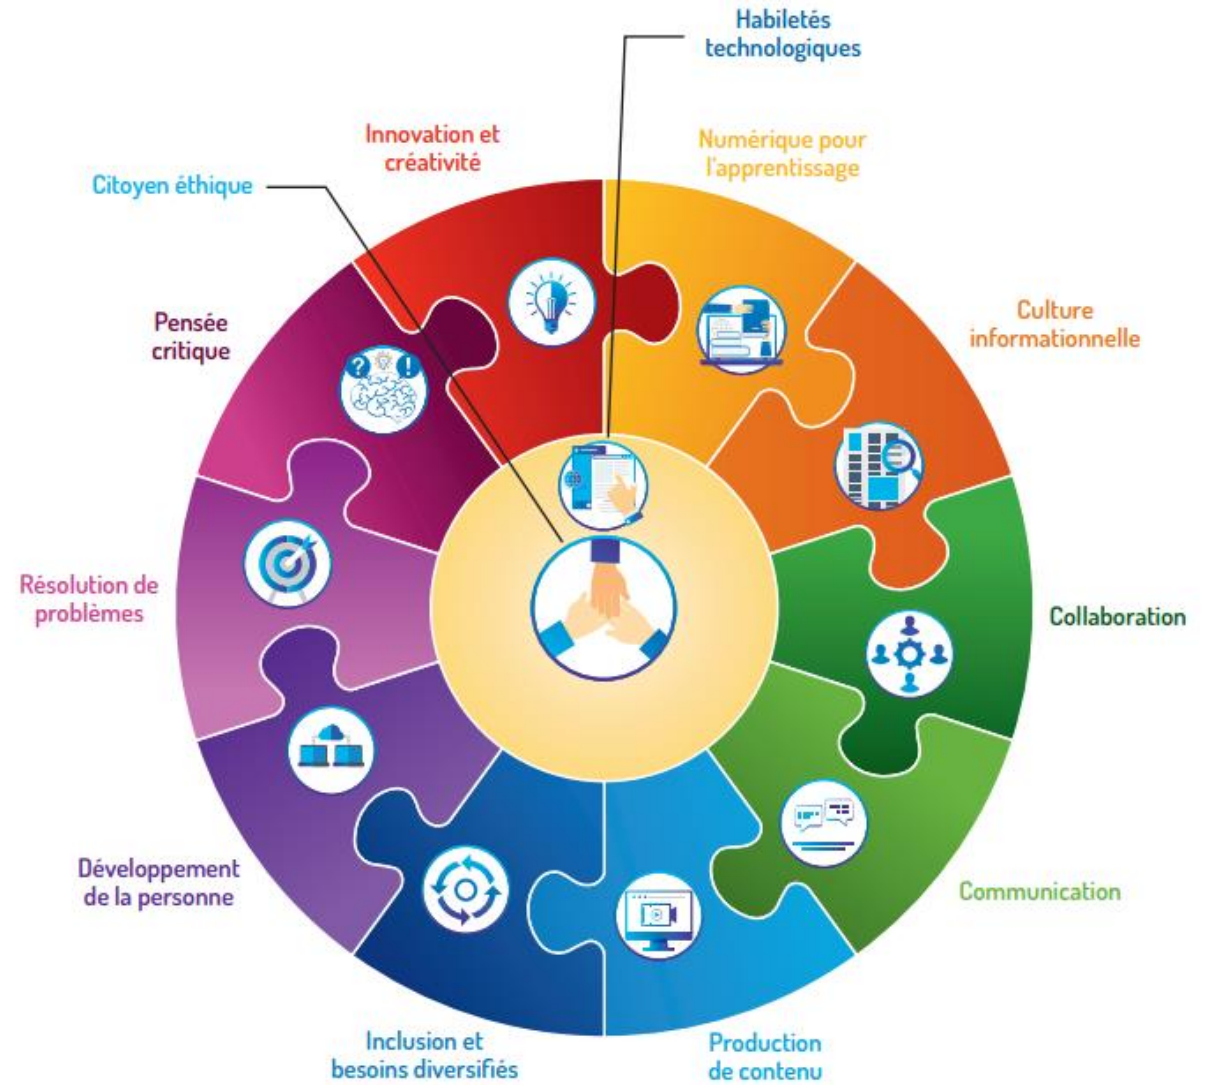 Habiletés
technologiques
Innovation et
créativité
Numérique pour
l'apprentissage
Citoyen éthique
Pensée
critique
Culture
informationnelle
?
!
Résolution de
problèmes
Collaboration
Développement
de la personne
Communication
Inclusion et
besoins diversifiés
Production
de contenu